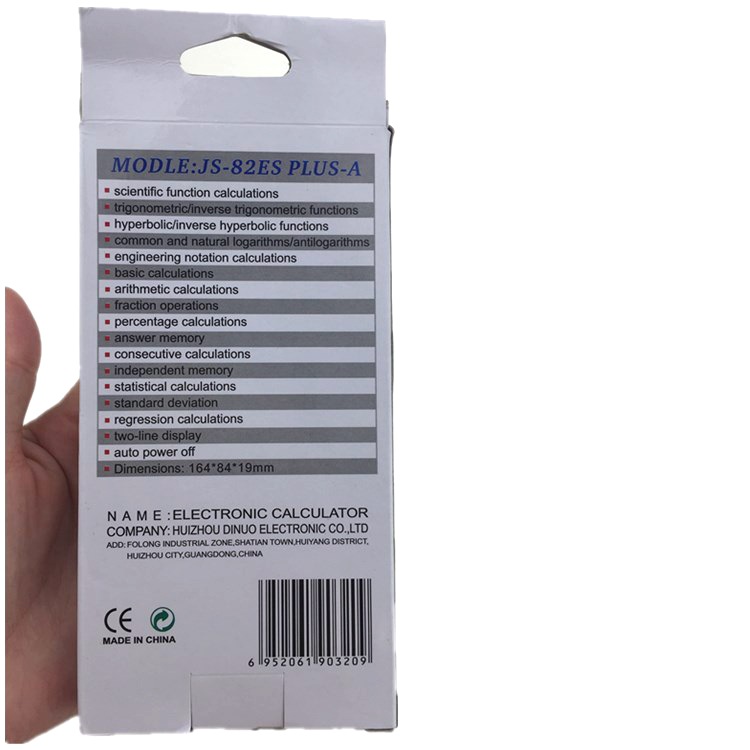 MODLE:JS-82ES PLUS-A
scientific function calculations
trigonometric/inverse trigonometric functions
hyperbolic/inverse hyperbolic functions
common and natural logarithms/antilogarithms
engineering notation calculations
basic calculations
arithmetic calculations
fraction operations
percentage calculations
answer memory
consecutive calculations
independent memory
statistical calculations
standard deviation
regression calculations
two-line display
auto power off
Dimensions: 164*84*19mm
NAME:ELECTRONIC CALCULATOR
COMPANY: HUIZHOU DINUO ELECTRONIC CO.,LTD
ADD: FOLONG INDUSTRIAL ZONE,SHATIAN TOWN,HUIYANG DISTRICT,
HUIZHOU CITY,GUANGDONG,CHINA
CE
MADE IN CHINA
6 952061 903209